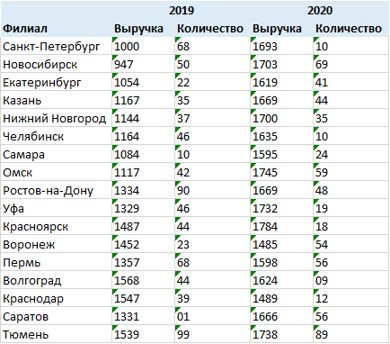 2019 2020
Филиал Выручка Количество Выручка Количество
Санкт-Петербург 1000 68 1693 10
Новосибирск 947 50 1703 69
Екатеринбург 1054 22 1619 41
Казань 1167 35 1669 44
Нижний Новгород 1144 37 1700 35
Челябинск 1164 46 1635 10
Самара 1084 10 1595 24
Омск 1117 42 1745 59
Ростов-на-Дону 1334 90 1669 48
Уфа 1329 46 1732 19
Красноярск 1487 44 1784 18
Воронеж 1452 23 1485 54
Пермь 1357 68 1598 56
Волгоград 1568 44 1624 09
Краснодар 1547 39 1489 12
Саратов 1331 01 1666 56
Тюмень 1539 99 1738 89